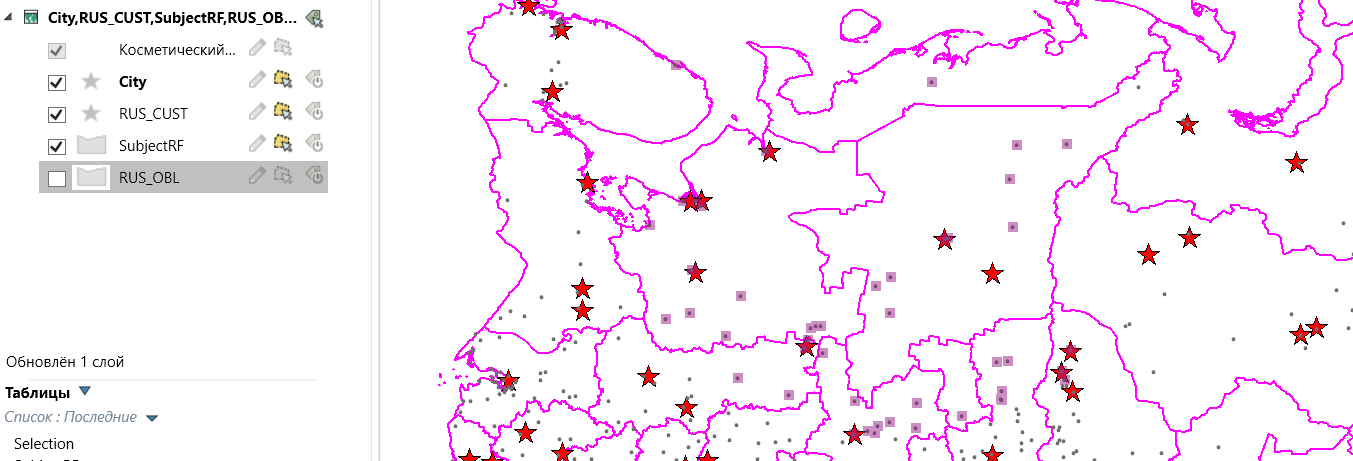 City,RUS_CUST,SubjectRF,RUS_OB...
Косметический...
City
RUS_CUST
SubjectRF
RUS_OBL
Обновлён 1 слой
Таблицы
Список : Последние
Selection